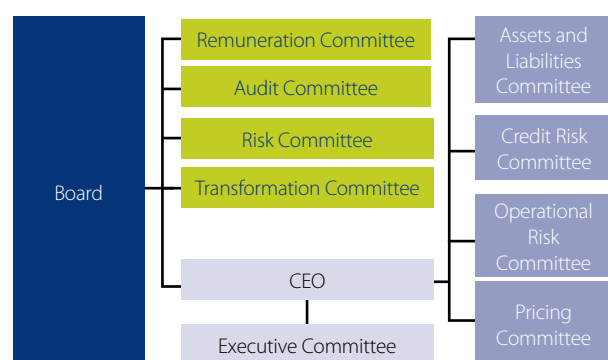 Board
Remuneration Committee
Audit Committee
Risk Committee
Transformation Committee
CEO
Executive Committee
Assets and
Liabilities
Committee
Credit Risk
Committee
Operational
Risk
Committee
Pricing
Committee